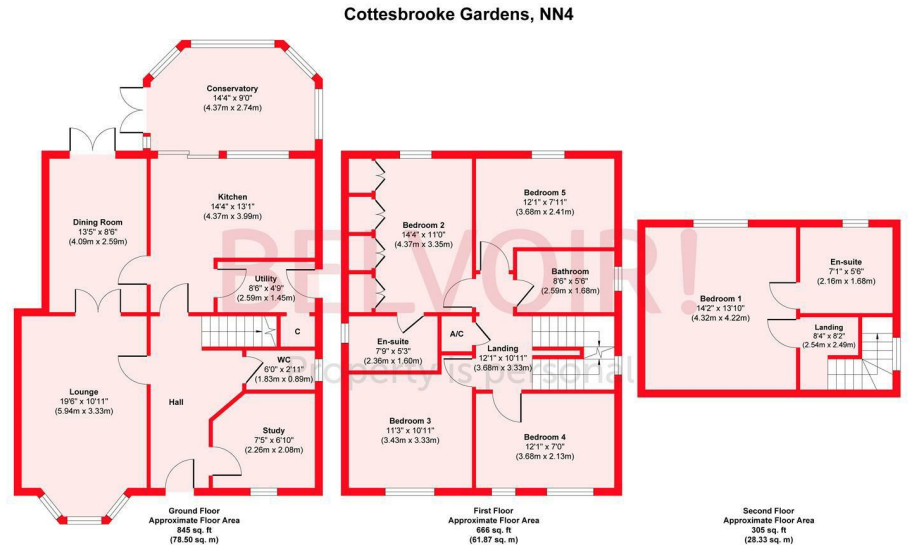 Cottesbrooke Gardens, NN4
Conservatory
14'4" x 9'0"
(4.37m x 2.74m)
Kitchen
14'4" x 13'1"
(4.37m x 3.99m)
Dining Room
13'5" x 8'6"
(4.09m x 2.59m)
Utility
8'6" x 4'9"
(2.59m x 1.45m)
C
WC
6'0" x 2'11"
(1.83m x 0.89m)
Lounge
19'6" x 10'11"
(5.94m x 3.33m)
Hall
Study
7'5" x 6'10"
(2.26m x 2.08m)
Ground Floor
Approximate Floor Area
845 sq. ft
(78.50 sq. m)
Bedroom 2
14'4" x 11'0"
(4.37m x 3.35m)
Bedroom 5
12'1" x 7'11"
(3.68m x 2.41m)
Bathroom
8'6" x 5'6"
(2.59m x 1.68m)
En-suite
7'9" x 5'3"
(2.36m x 1.60m)
A/C
Landing
12'1" x 10'11"
(3.68m x 3.33m)
Bedroom 3
11'3" x 10'11"
(3.43m x 3.33m)
Bedroom 4
12'1" x 7'0"
(3.68m x 2.13m)
First Floor
Approximate Floor Area
666 sq. ft
(61.87 sq. m)
Bedroom 1
14'2" x 13'10"
(4.32m x 4.22m)
En-suite
7'1" x 5'6"
(2.16m x 1.68m)
Landing
8'4" x 8'2"
(2.54m x 2.49m)
Second Floor
Approximate Floor Area
305 sq. ft
(28.33 sq. m)
BELVOIR!
Property is personal